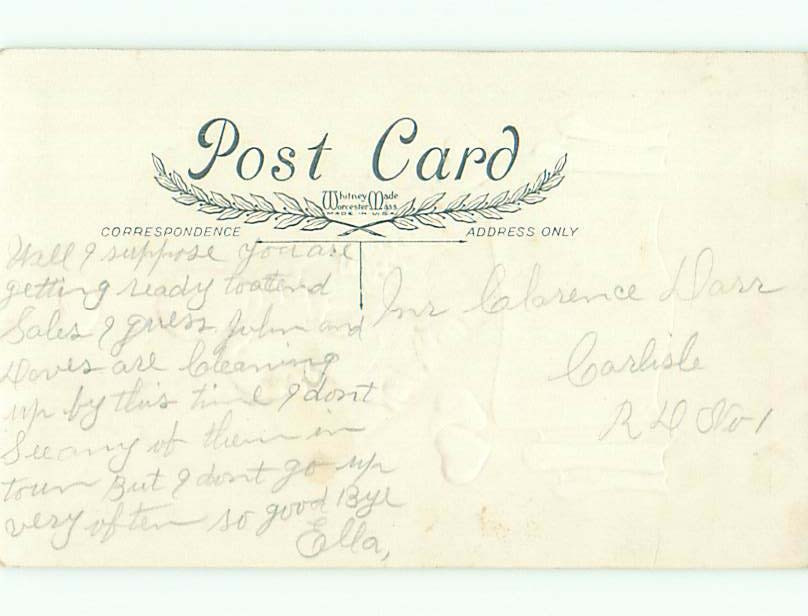 Post Card
Whitney Made
Worcester Mass
MADE IN U.S.A.
CORRESPONDENCE
ADDRESS ONLY
Well I suppose you are
getting ready to attend
Sales I guess John and
Daves are Cleaning
up by this time I dont
See any of them in
town But I dont go up
very often so good Bye
Ella,
Mr Clarence Darr
Carlisle
R D No 1